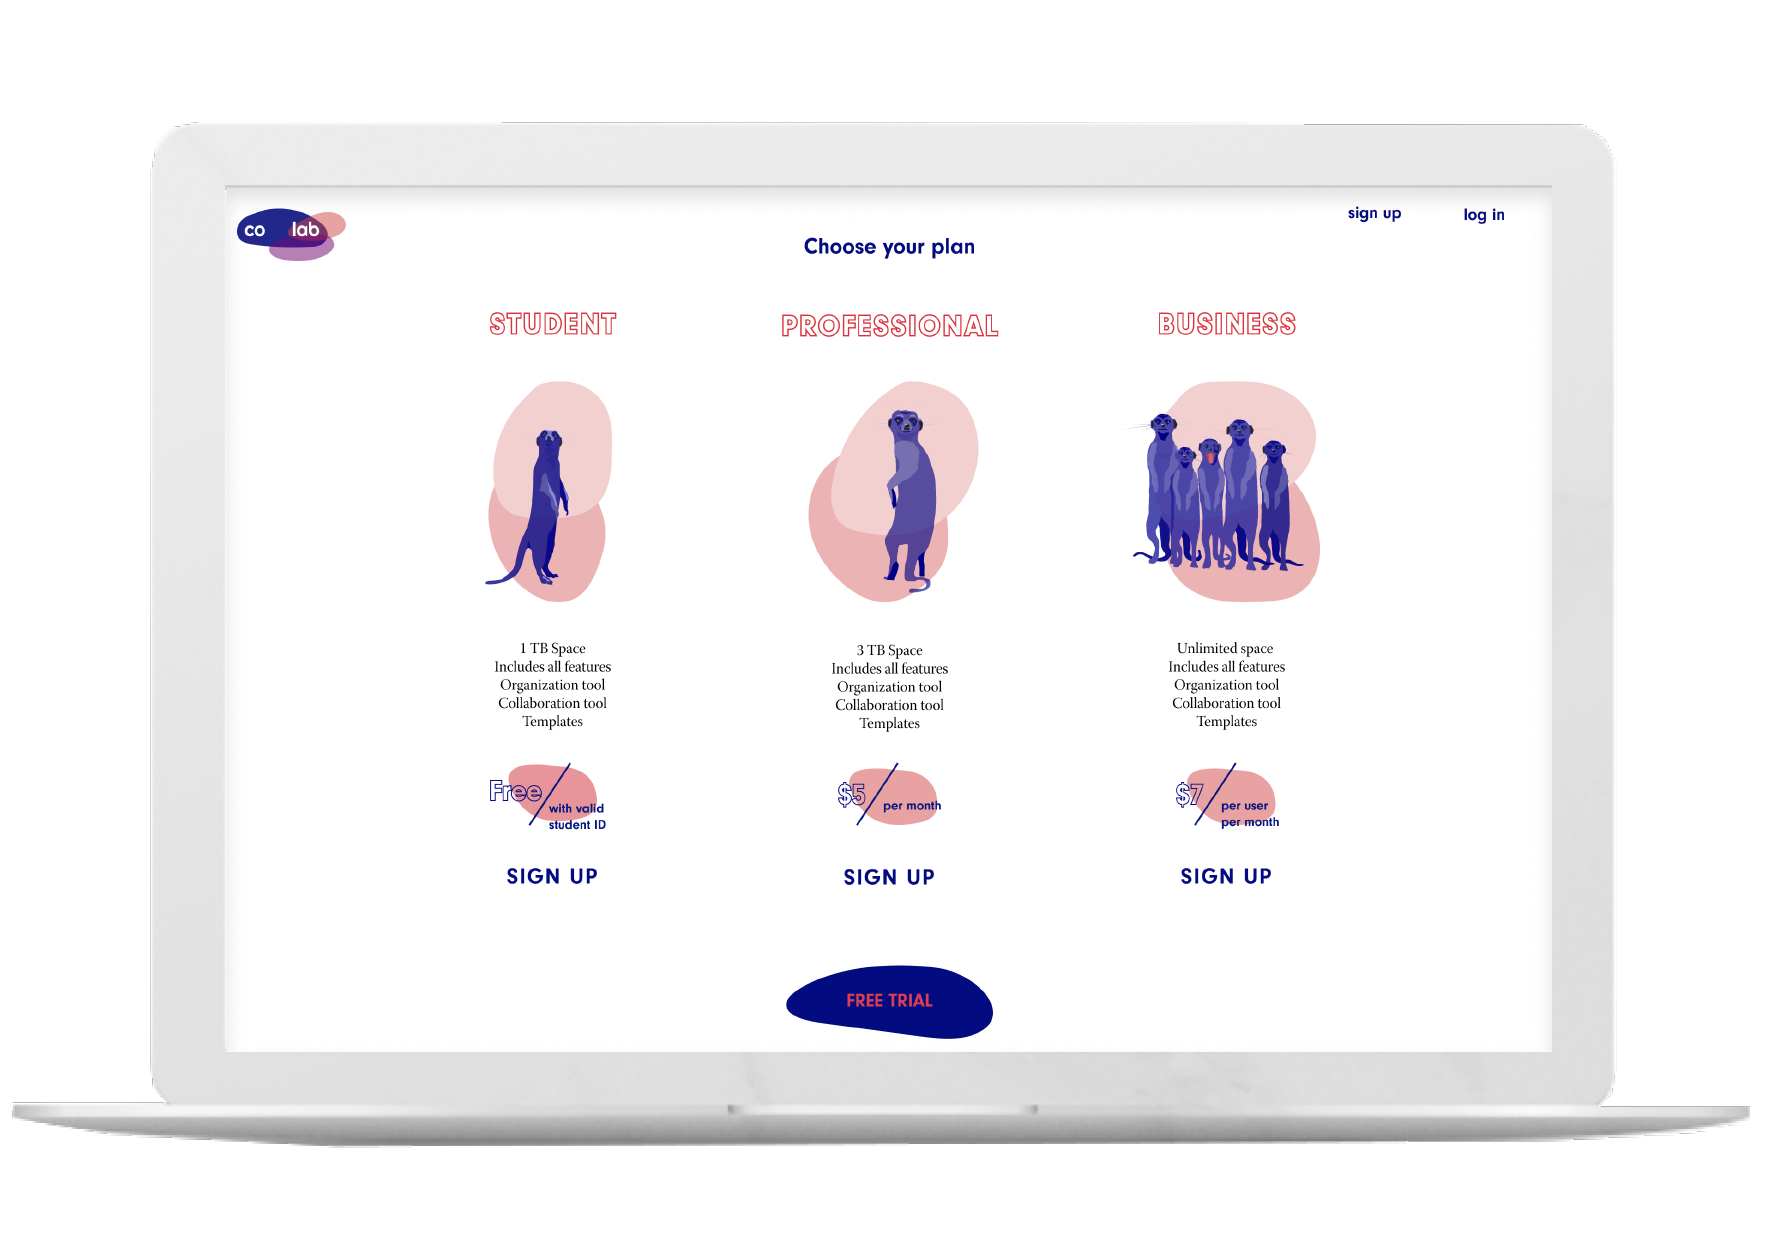 co lab
sign up
log in
Choose your plan
STUDENT
1 TB Space
Includes all features
Organization tool
Collaboration tool
Templates
Free
with valid
student ID
SIGN UP
PROFESSIONAL
3 TB Space
Includes all features
Organization tool
Collaboration tool
Templates
$5
per month
SIGN UP
BUSINESS
Unlimited space
Includes all features
Organization tool
Collaboration tool
Templates
$7
per user
per month
SIGN UP
FREE TRIAL